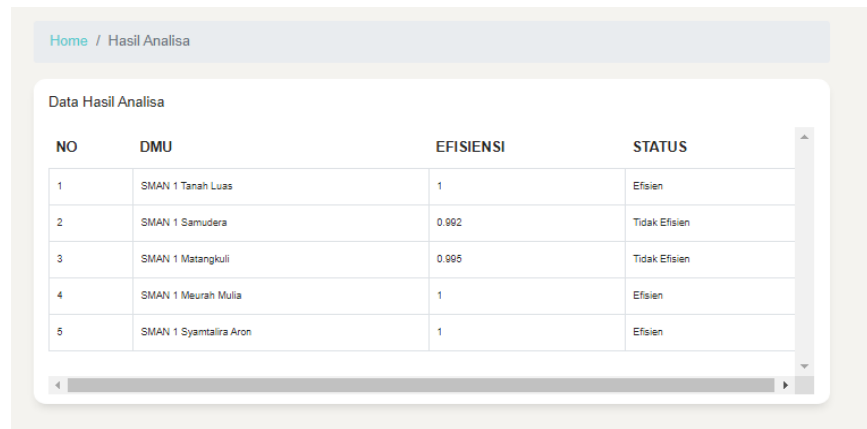 Home / Hasil Analisa
Data Hasil Analisa
NO DMU EFISIENSI STATUS
1 SMAN 1 Tanah Luas 1 Efisien
2 SMAN 1 Samudera 0.992 Tidak Efisien
3 SMAN 1 Matangkuli 0.995 Tidak Efisien
4 SMAN 1 Meurah Mulia 1 Efisien
5 SMAN 1 Syamtalira Aron 1 Efisien